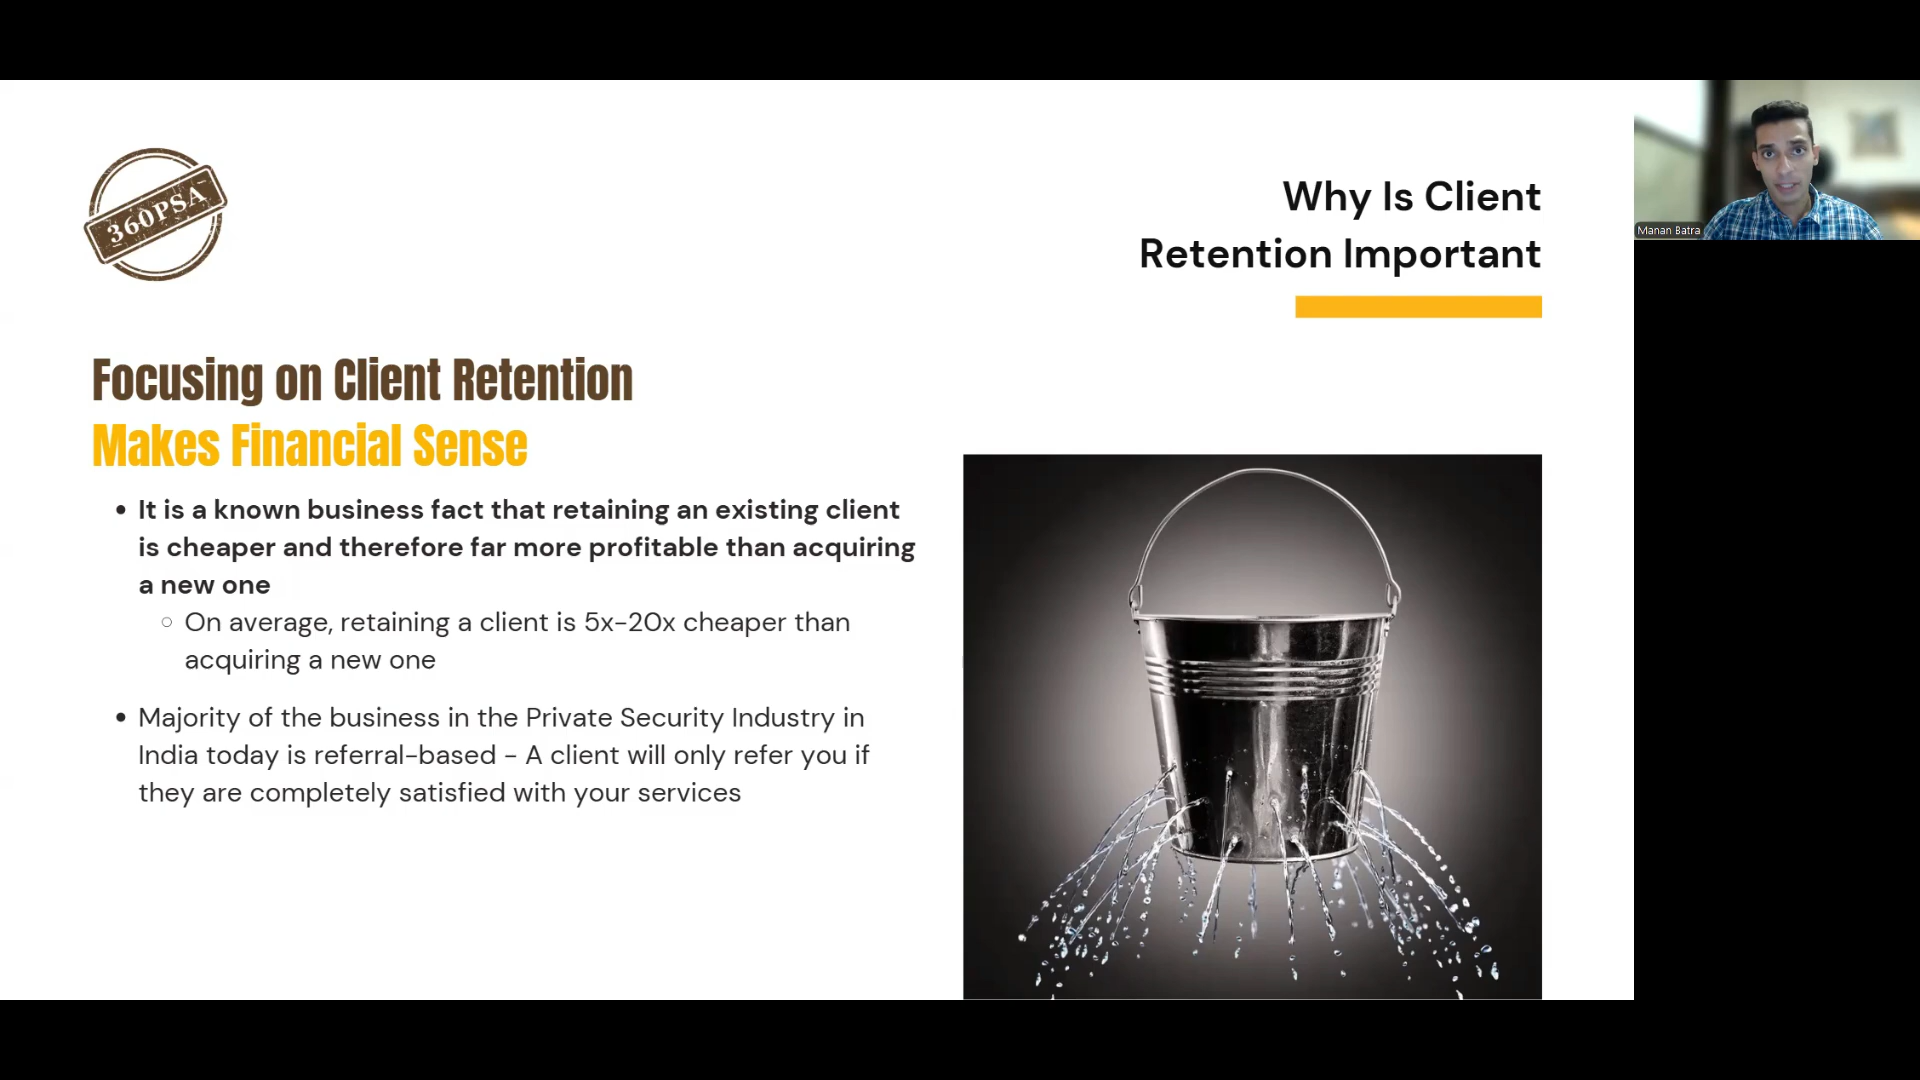 360PSA
Why Is Client
Retention Important
Manan Batra
Focusing on Client Retention
Makes Financial Sense
• It is a known business fact that retaining an existing client
is cheaper and therefore far more profitable than acquiring
a new one
○ On average, retaining a client is 5x-20x cheaper than
acquiring a new one
• Majority of the business in the Private Security Industry in
India today is referral-based - A client will only refer you if
they are completely satisfied with your services